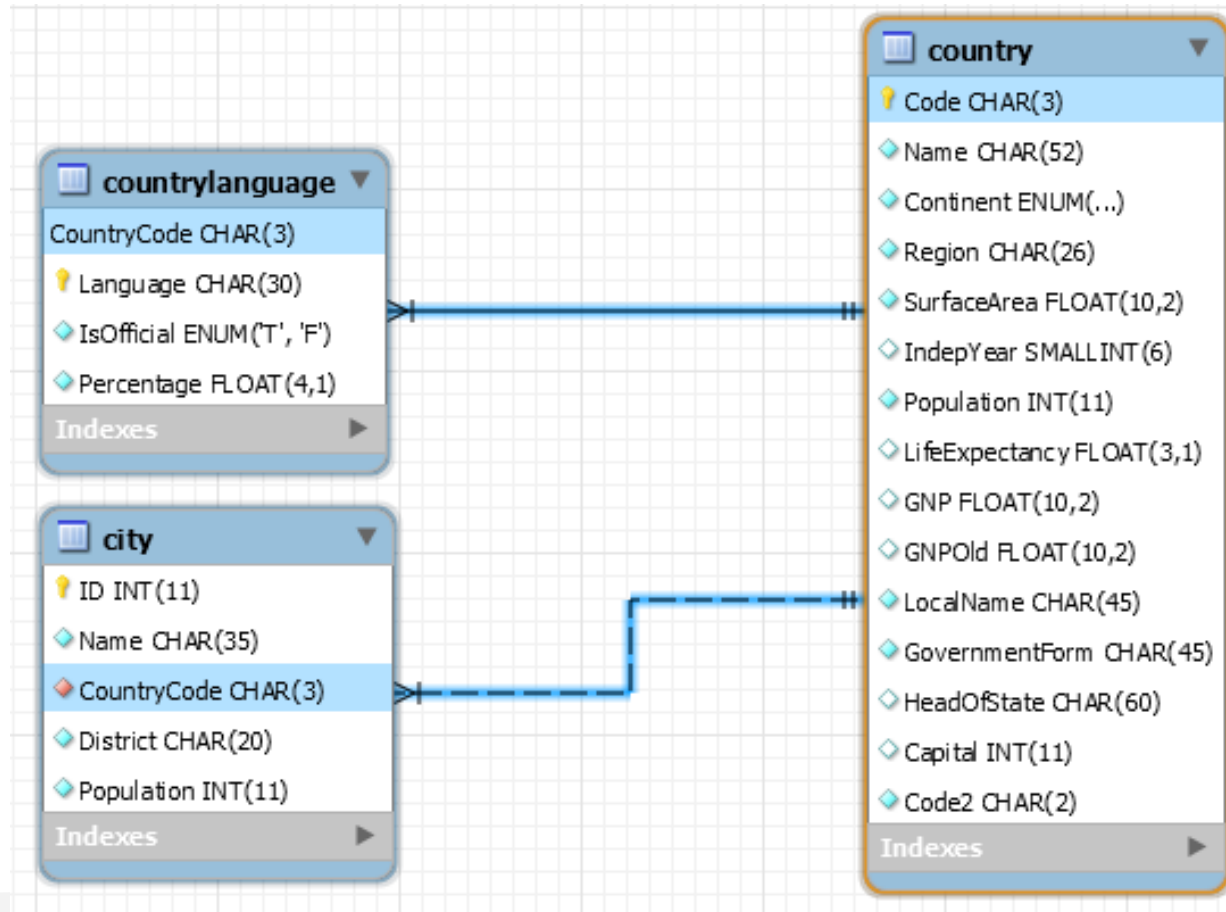 countrylanguage
CountryCode CHAR(3)
Language CHAR(30)
IsOfficial ENUM('T', 'F')
Percentage FLOAT(4,1)
Indexes
city
ID INT(11)
Name CHAR(35)
CountryCode CHAR(3)
District CHAR(20)
Population INT(11)
Indexes
country
Code CHAR(3)
Name CHAR(52)
Continent ENUM(...)
Region CHAR(26)
SurfaceArea FLOAT(10,2)
IndepYear SMALLINT(6)
Population INT(11)
LifeExpectancy FLOAT(3,1)
GNP FLOAT(10,2)
GNPOld FLOAT(10,2)
LocalName CHAR(45)
GovernmentForm CHAR(45)
HeadOfState CHAR(60)
Capital INT(11)
Code2 CHAR(2)
Indexes